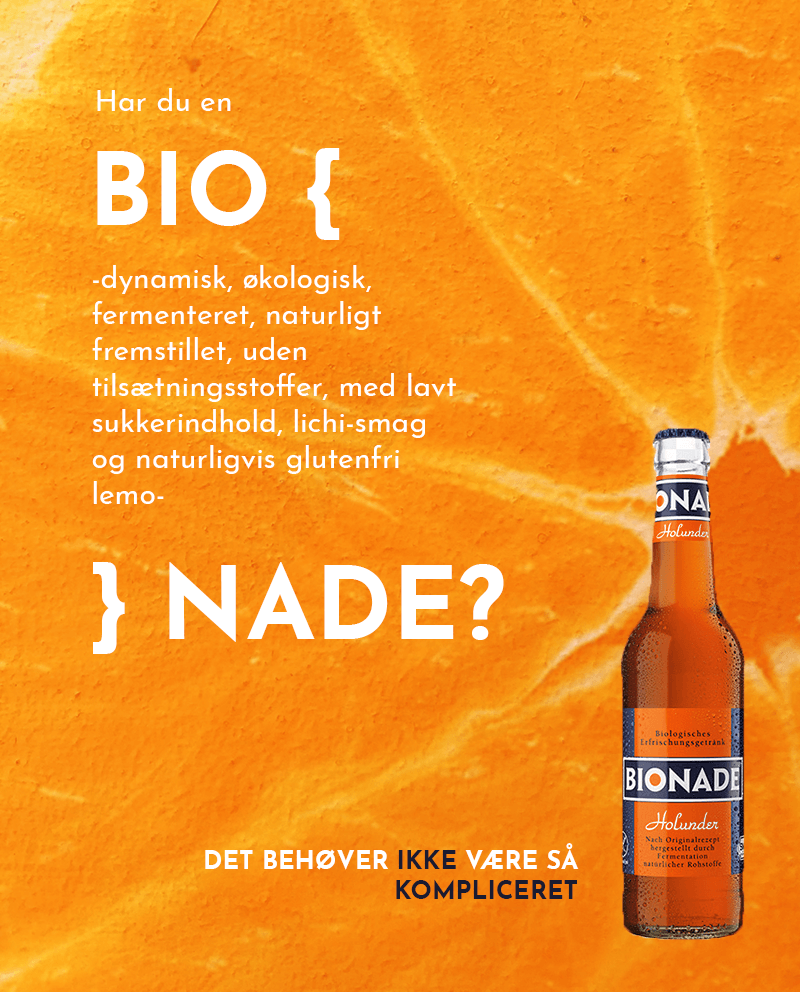 Har du en
BIO {
-dynamisk, økologisk,
fermenteret, naturligt
fremstillet, uden
tilsætningsstoffer, med lavt
sukkerindhold, lichi-smag
og naturligvis glutenfri
lemo-
} NADE?
ONA
Holunder
Biologisches
Erfrischungsgetränk
BIONADE
Holunder
Nach Originalrezept
hergestellt durch
Fermentation
natürlicher Rohstoffe
DET BEHØVER IKKE VÆRE SÅ
KOMPLICERET